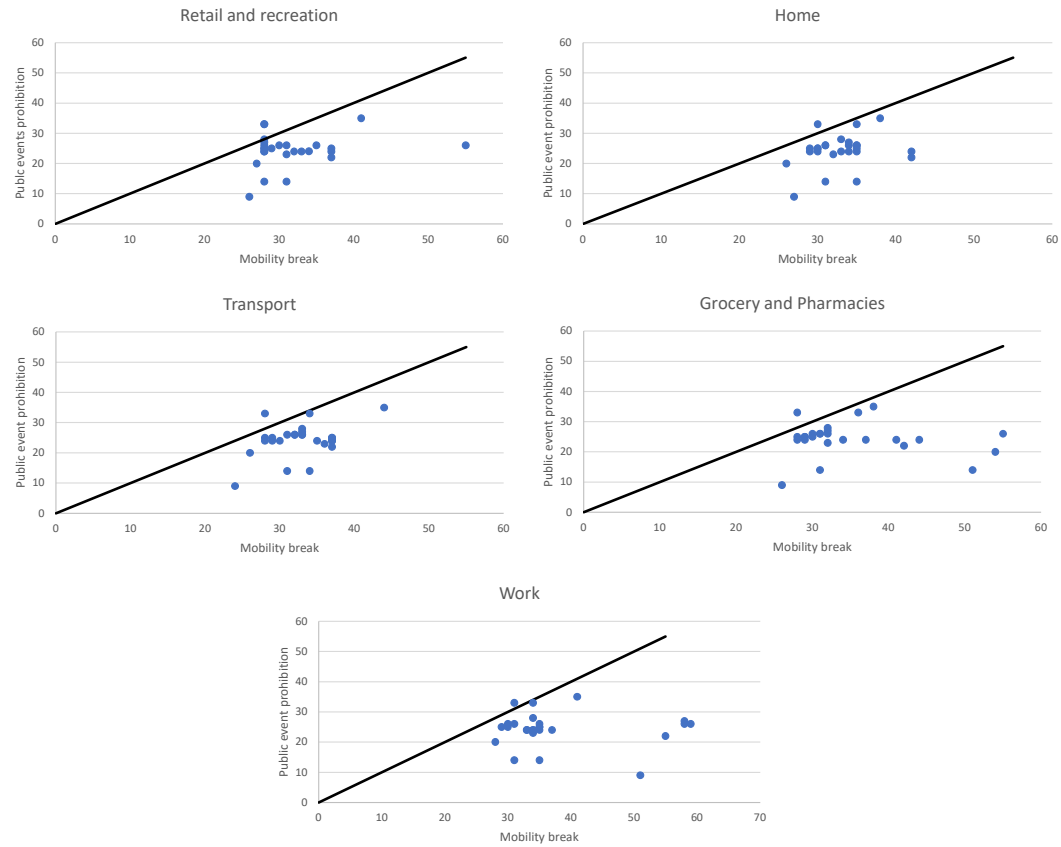 Retail and recreation
Public events prohibition
60
50
40
30
20
10
0
0 10 20 30 40 50 60
Mobility break
Home
Public event prohibition
60
50
40
30
20
10
0
0 10 20 30 40 50 60
Mobility break
Transport
Public event prohibition
60
50
40
30
20
10
0
0 10 20 30 40 50 60
Mobility break
Grocery and Pharmacies
Public event prohibition
60
50
40
30
20
10
0
0 10 20 30 40 50 60
Mobility break
Work
Public event prohibition
60
50
40
30
20
10
0
0 10 20 30 40 50 60 70
Mobility break